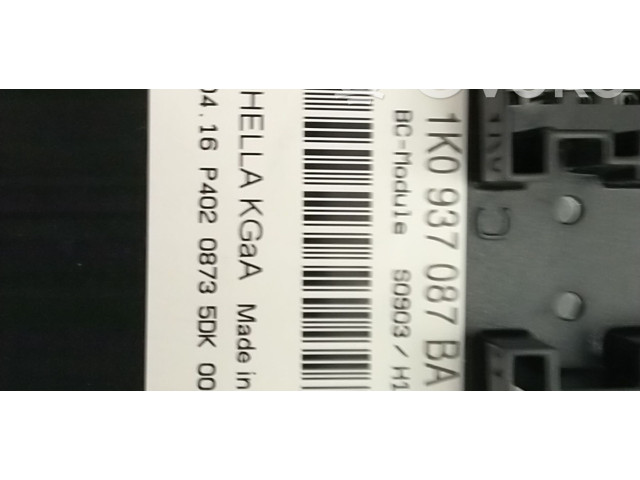 1K0 937 087 BA
BC-Module S0903 / H1
HELLA KGaA Made in
04.16 P402 0873 5DK 00
C